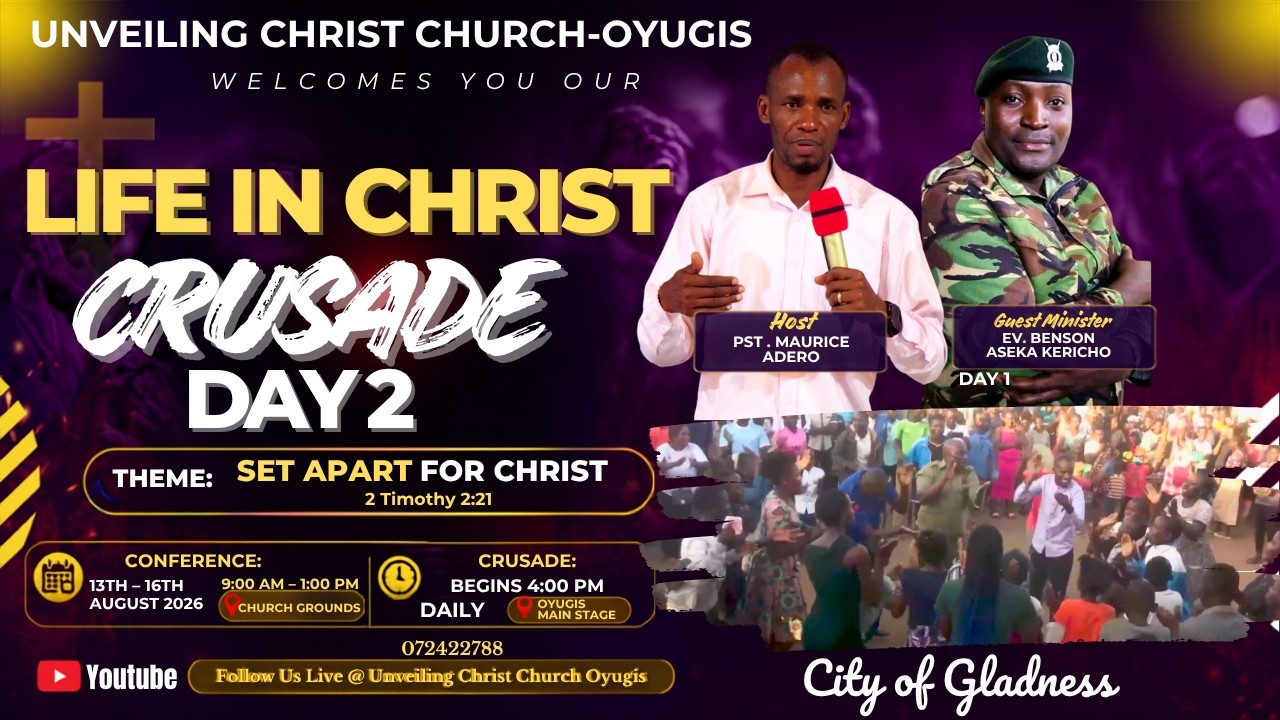 UNVEILING CHRIST CHURCH-OYUGIS
WELCOMES YOU OUR
LIFE IN CHRIST
CRUSADE
DAY 2
THEME: SET APART FOR CHRIST
2 Timothy 2:21
CONFERENCE:
13TH – 16TH
AUGUST 2026
9:00 AM – 1:00 PM
CHURCH GROUNDS
CRUSADE:
BEGINS 4:00 PM
DAILY
OYUGIS
MAIN STAGE
072422788
Youtube
Follow Us Live @ Unveiling Christ Church Oyugis
Host
PST . MAURICE
ADERO
Guest Minister
EV. BENSON
ASEKA KERICHO
DAY 1
City of Gladness